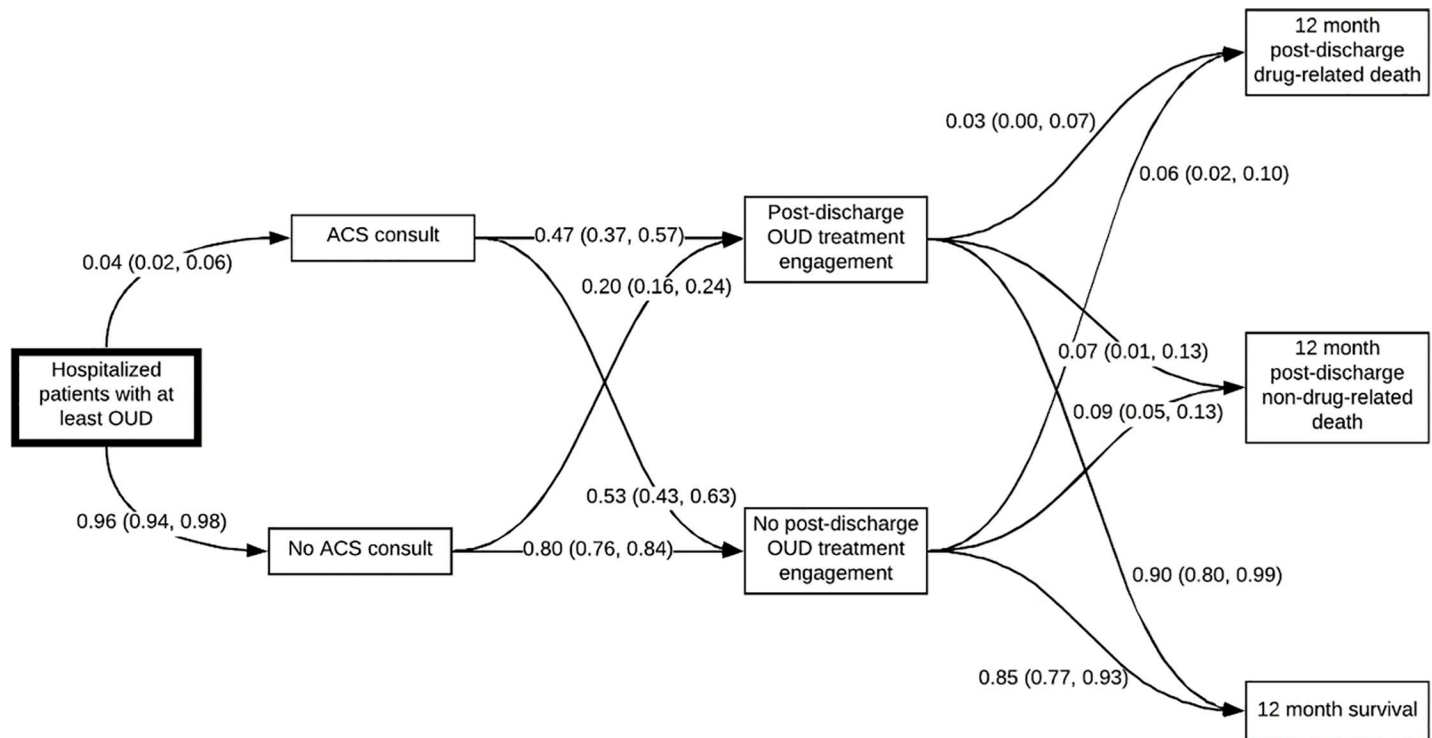 Hospitalized
patients with at
least OUD
0.04 (0.02, 0.06)
0.96 (0.94, 0.98)
ACS consult
No ACS consult
0.47 (0.37, 0.57)
0.20 (0.16, 0.24)
0.53 (0.43, 0.63)
0.80 (0.76, 0.84)
Post-discharge
OUD treatment
engagement
No post-discharge
OUD treatment
engagement
0.03 (0.00, 0.07)
0.06 (0.02, 0.10)
0.07 (0.01, 0.13)
0.09 (0.05, 0.13)
0.90 (0.80, 0.99)
0.85 (0.77, 0.93)
12 month
post-discharge
drug-related death
12 month
post-discharge
non-drug-related
death
12 month survival